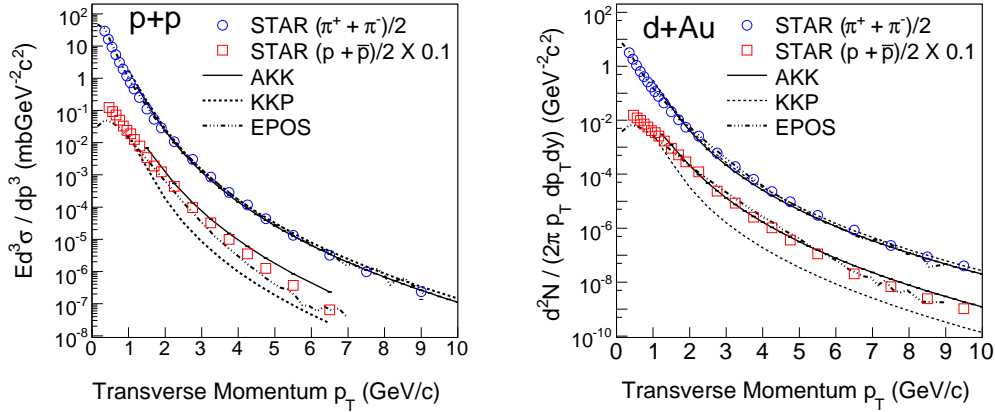 p+p
STAR (π⁺ + π⁻)/2
STAR (p + p̅)/2 X 0.1
AKK
KKP
EPOS
Ed³σ / dp³ (mbGeV⁻²c²)
10²
10
1
10⁻¹
10⁻²
10⁻³
10⁻⁴
10⁻⁵
10⁻⁶
10⁻⁷
10⁻⁸
0 1 2 3 4 5 6 7 8 9 10
Transverse Momentum p_T (GeV/c)
d+Au
STAR (π⁺ + π⁻)/2
STAR (p + p̅)/2 X 0.1
AKK
KKP
EPOS
d²N / (2π p_T dp_T dy) (GeV⁻²c²)
10²
1
10⁻²
10⁻⁴
10⁻⁶
10⁻⁸
10⁻¹⁰
0 1 2 3 4 5 6 7 8 9 10
Transverse Momentum p_T (GeV/c)